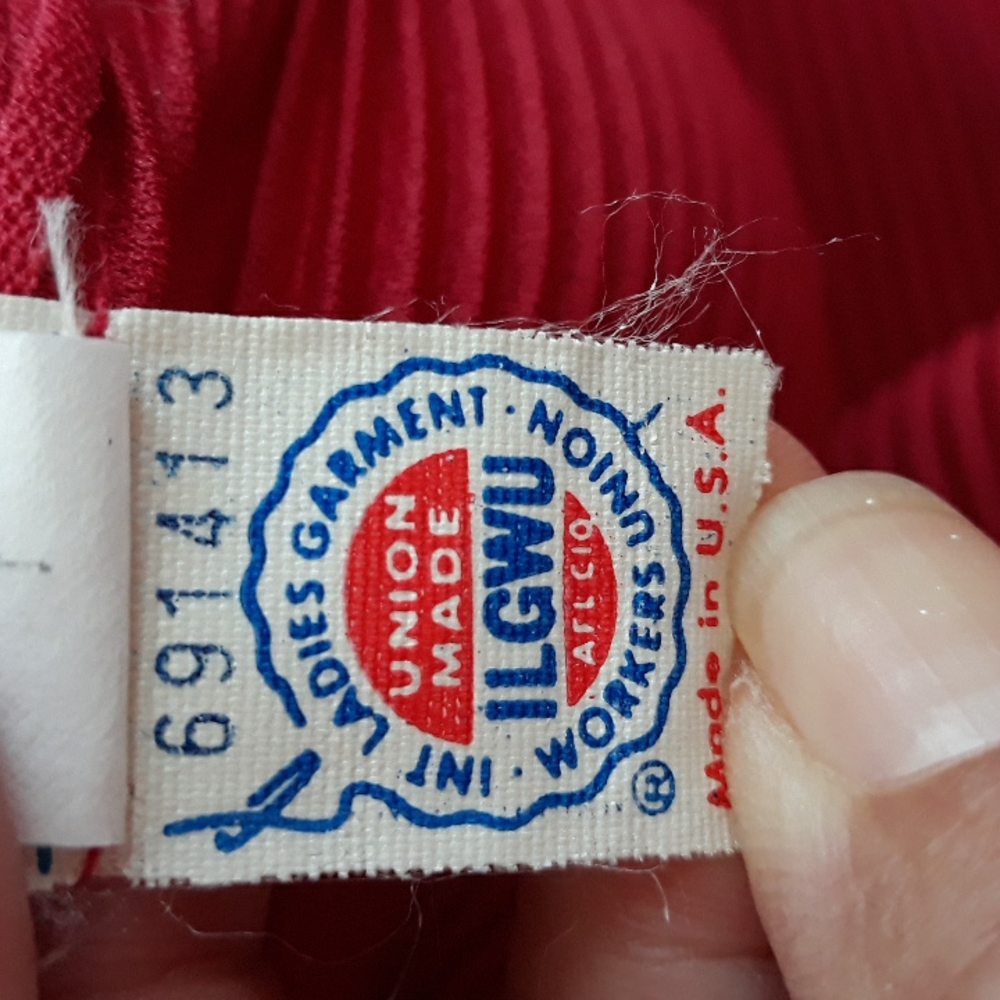 691413
INT LADIES GARMENT · WORKERS UNION ·
UNION
MADE
ILGWU
AFL CIO
®
Made in U.S.A.